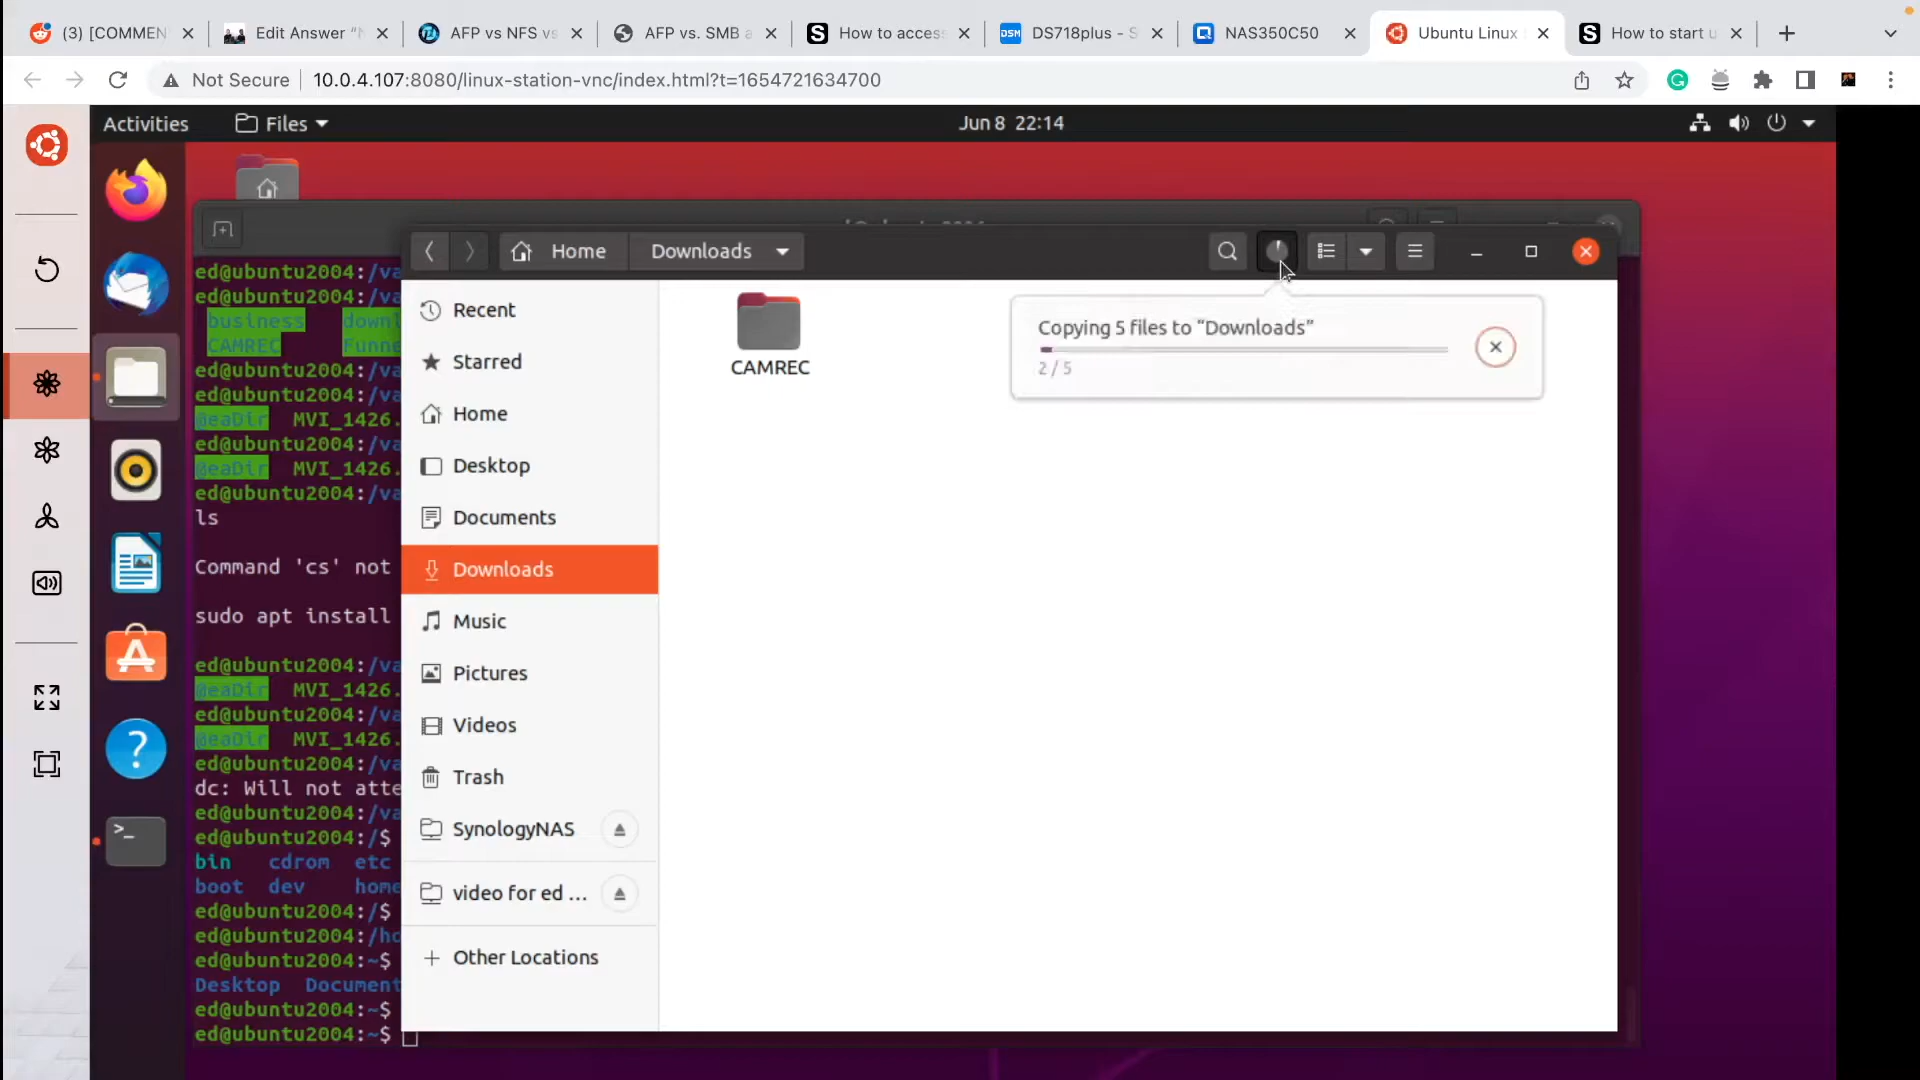 (3) [COMMEN
Edit Answer "N
AFP vs NFS vs
AFP vs. SMB a
How to access
DS718plus - S
NAS350C50
Ubuntu Linux
How to start u
Not Secure
10.0.4.107:8080/linux-station-vnc/index.html?t=1654721634700
Activities
Files
Jun 8 22:14
Home
Downloads
Recent
Starred
Home
Desktop
Documents
Downloads
Music
Pictures
Videos
Trash
SynologyNAS
video for ed ...
Other Locations
CAMREC
Copying 5 files to "Downloads"
2 / 5
ed@ubuntu2004:/va
ed@ubuntu2004:/va
business downl
CAMREC Funne
ed@ubuntu2004:/va
ed@ubuntu2004:/va
@eaDir MVI_1426.
ed@ubuntu2004:/va
@eaDir MVI_1426.
ed@ubuntu2004:/va
ls
Command 'cs' not
sudo apt install
ed@ubuntu2004:/va
@eaDir MVI_1426.
ed@ubuntu2004:/va
@eaDir MVI_1426.
ed@ubuntu2004:/va
dc: Will not atte
ed@ubuntu2004:/va
ed@ubuntu2004:/$
bin cdrom etc
boot dev home
ed@ubuntu2004:/$
ed@ubuntu2004:/ho
ed@ubuntu2004:~$
Desktop Document
ed@ubuntu2004:~$
ed@ubuntu2004:~$